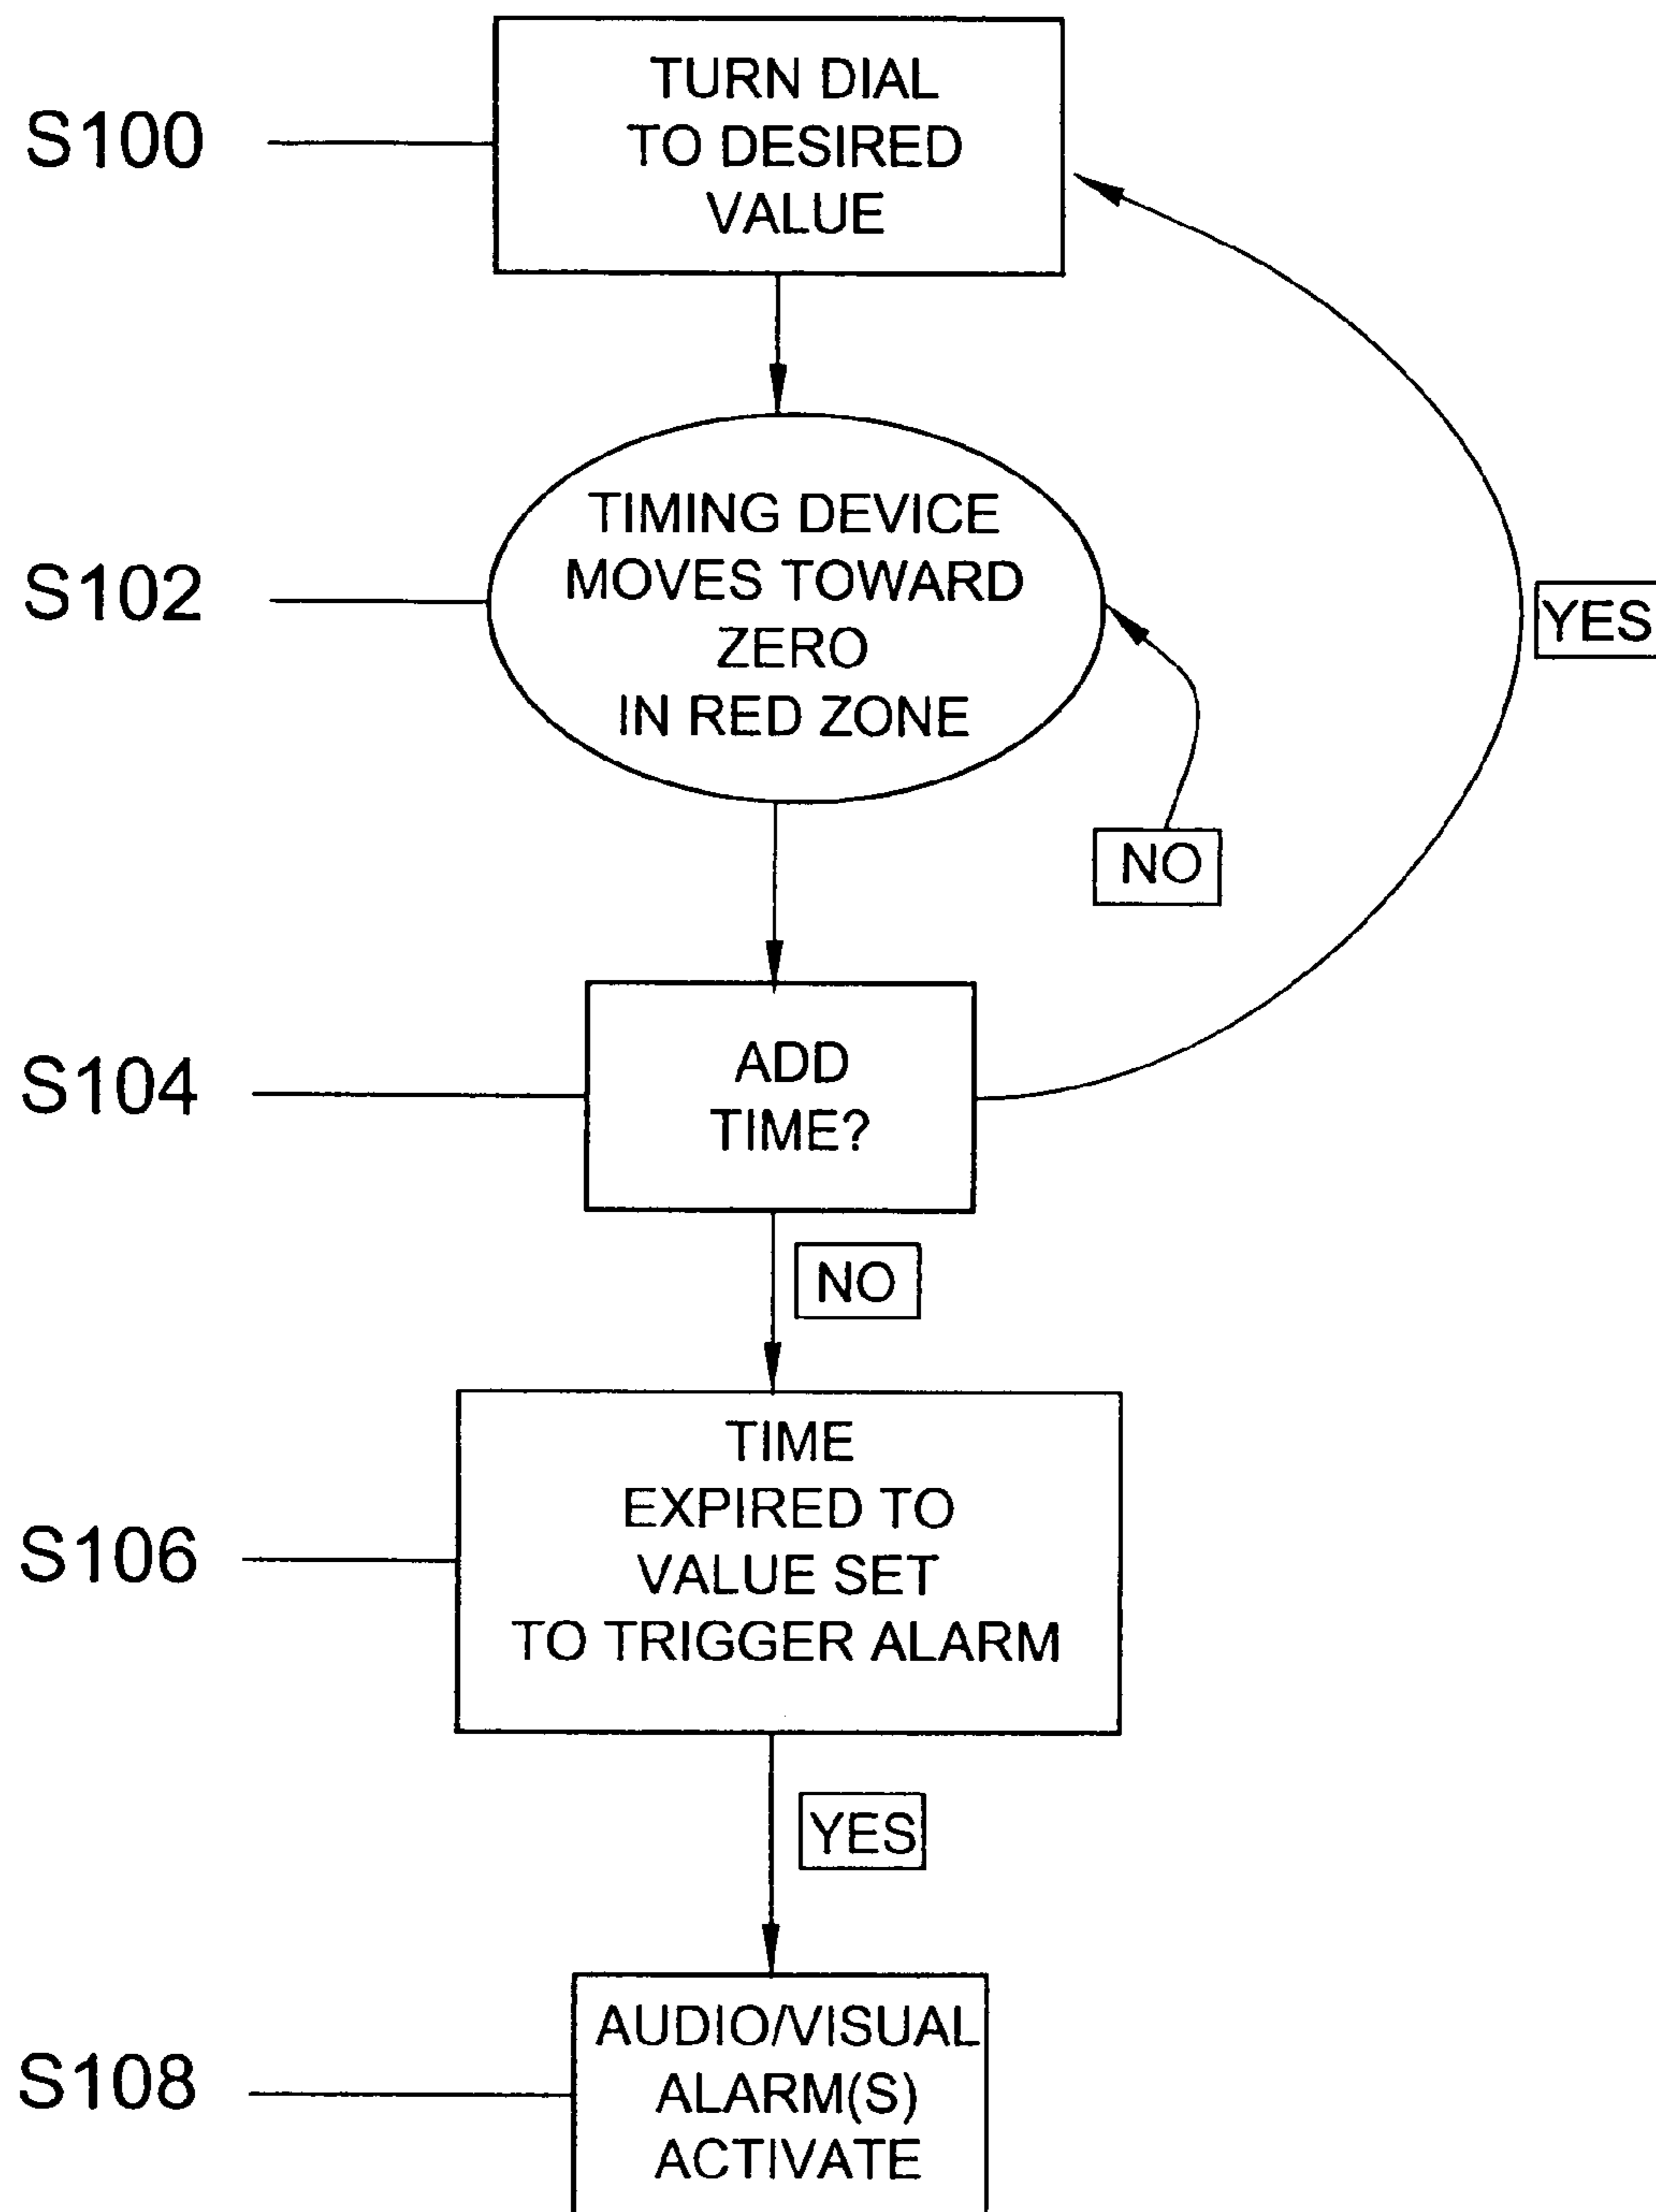 S100
TURN DIAL
TO DESIRED
VALUE
S102
TIMING DEVICE
MOVES TOWARD
ZERO
IN RED ZONE
YES
NO
S104
ADD
TIME?
NO
S106
TIME
EXPIRED TO
VALUE SET
TO TRIGGER ALARM
YES
S108
AUDIO/VISUAL
ALARM(S)
ACTIVATE